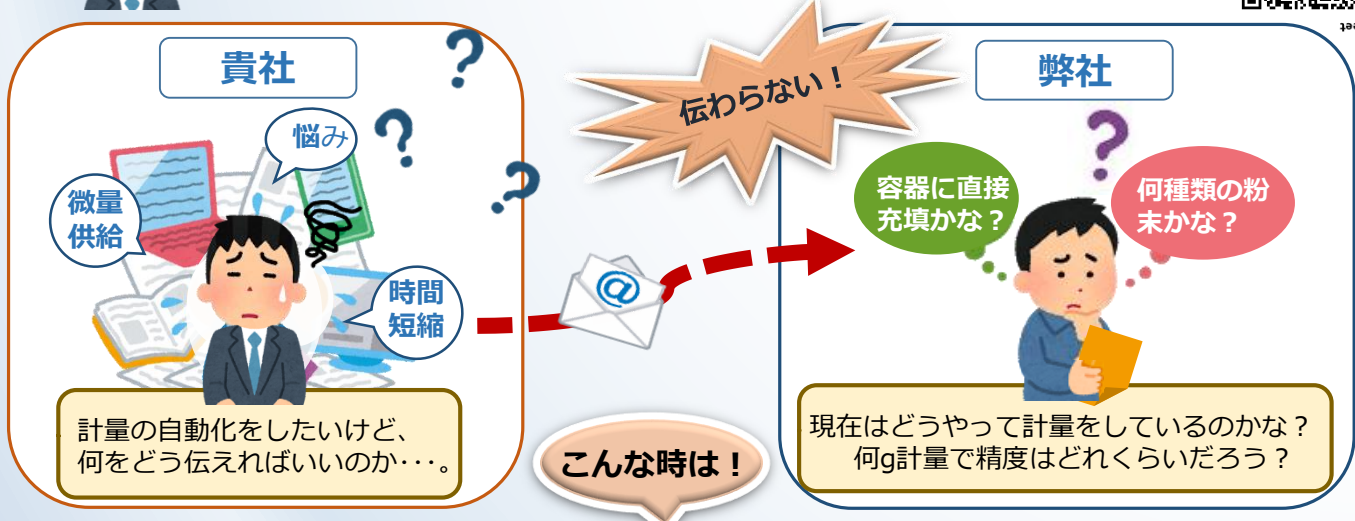 貴社
悩み
微量
供給
時間
短縮
計量の自動化をしたいけど、
何をどう伝えればいいのか･･･。
伝わらない！
こんな時は！
弊社
容器に直接
充填かな？
何種類の粉
末かな？
現在はどうやって計量をしているのかな？
何g計量で精度はどれくらいだろう？